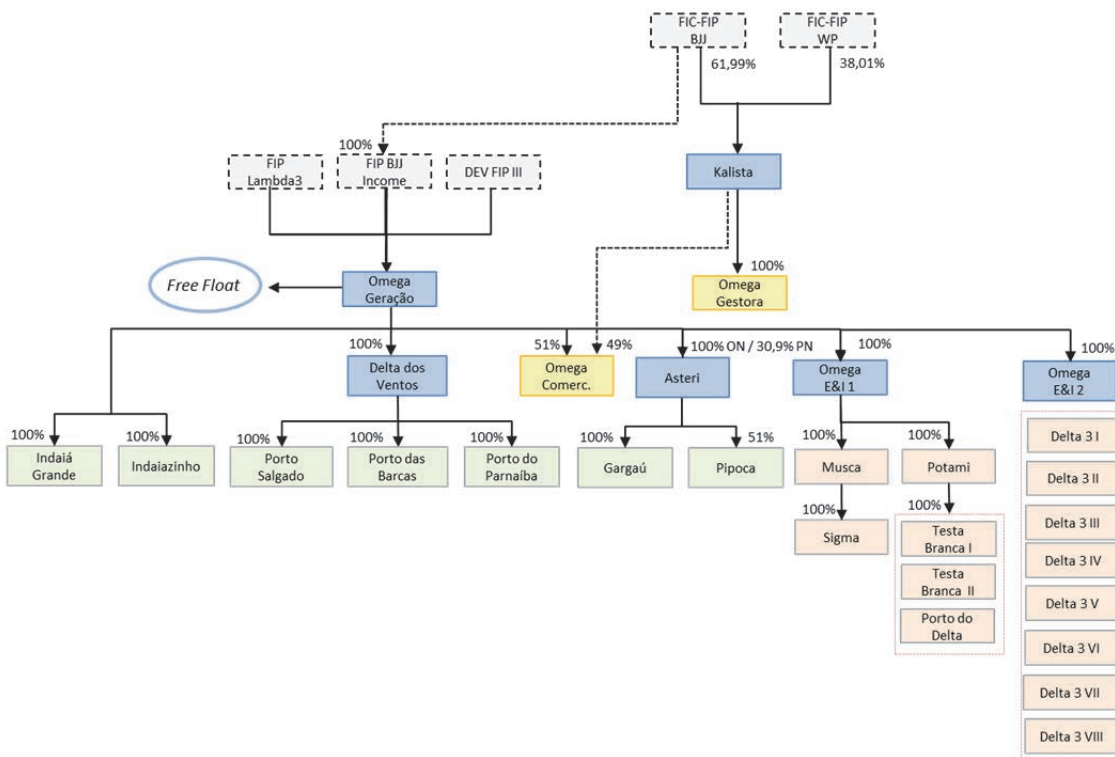 FIC-FIP
BJJ
FIC-FIP
WP
61,99%
38,01%
100%
FIP
Lambda3
FIP BJJ
Income
DEV FIP III
Kalista
Free Float
Omega
Geração
100%
Omega
Gestora
100%
51%
49%
100% ON / 30,9% PN
100%
100%
Delta dos
Ventos
Omega
Comerc.
Asteri
Omega
E&I 1
Omega
E&I 2
100%
100%
100%
100%
100%
100%
51%
100%
100%
Indaiá
Grande
Indaiazinho
Porto
Salgado
Porto das
Barcas
Porto do
Parnaíba
Gargaú
Pipoca
Musca
Potami
100%
100%
Sigma
Testa
Branca I
Testa
Branca II
Porto do
Delta
Delta 3 I
Delta 3 II
Delta 3 III
Delta 3 IV
Delta 3 V
Delta 3 VI
Delta 3 VII
Delta 3 VIII